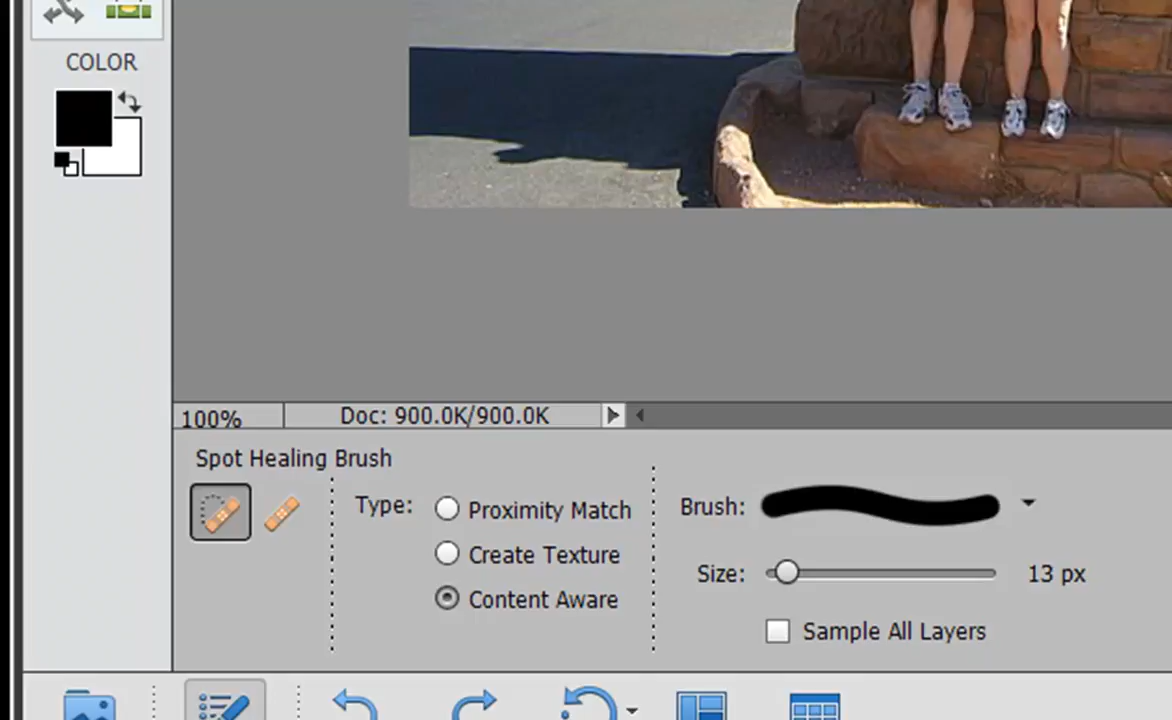 COLOR
100%
Doc: 900.0K/900.0K
Spot Healing Brush
Type:
Proximity Match
Create Texture
Content Aware
Brush:
Size:
13 px
Sample All Layers